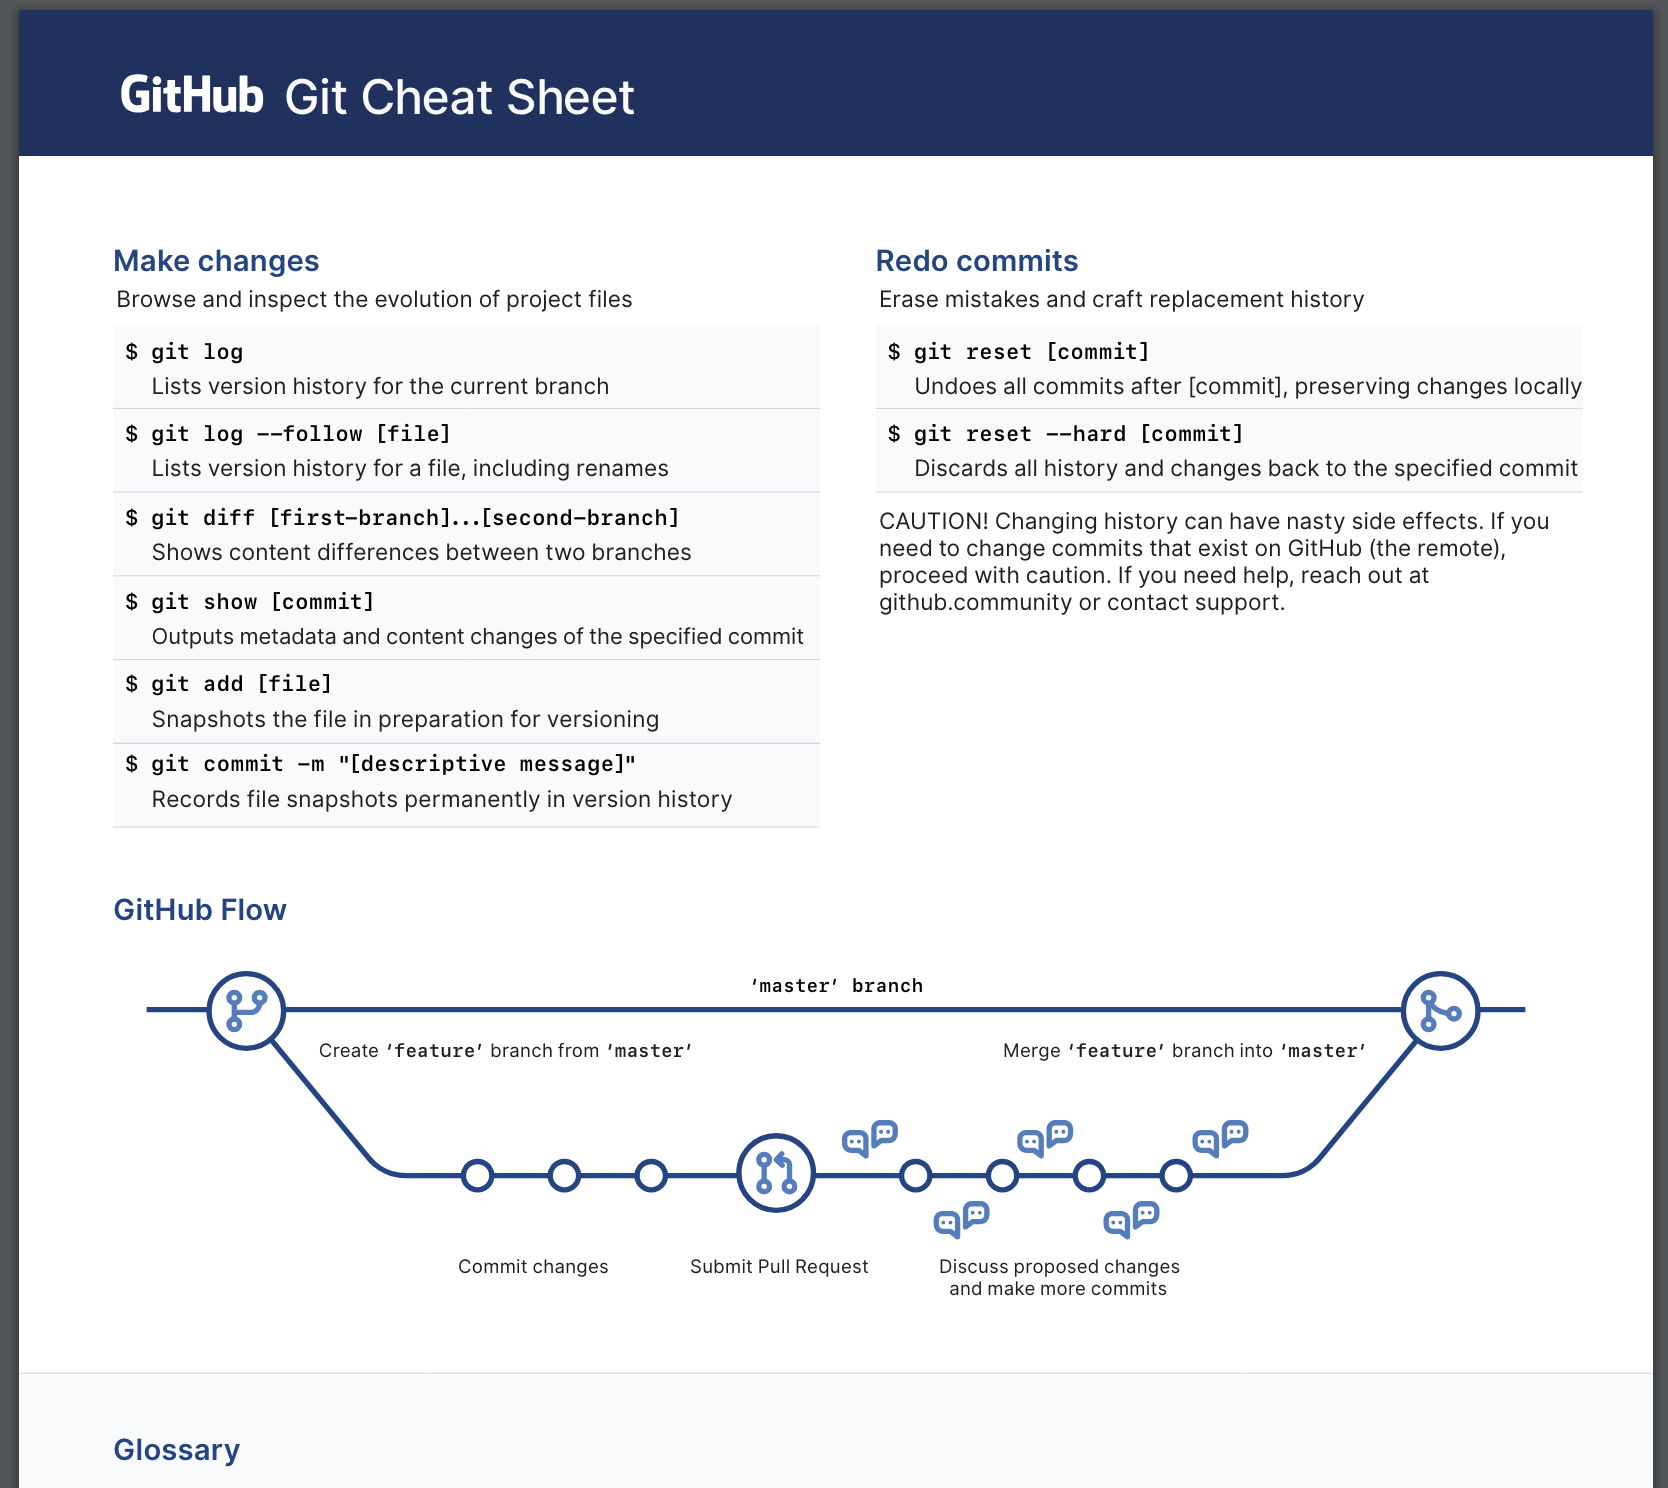 GitHub Git Cheat Sheet
Make changes
Browse and inspect the evolution of project files
$ git log
Lists version history for the current branch
$ git log --follow [file]
Lists version history for a file, including renames
$ git diff [first-branch]...[second-branch]
Shows content differences between two branches
$ git show [commit]
Outputs metadata and content changes of the specified commit
$ git add [file]
Snapshots the file in preparation for versioning
$ git commit -m "[descriptive message]"
Records file snapshots permanently in version history
Redo commits
Erase mistakes and craft replacement history
$ git reset [commit]
Undoes all commits after [commit], preserving changes locally
$ git reset --hard [commit]
Discards all history and changes back to the specified commit
CAUTION! Changing history can have nasty side effects. If you
need to change commits that exist on GitHub (the remote),
proceed with caution. If you need help, reach out at
github.community or contact support.
GitHub Flow
’master’ branch
Create ‘feature’ branch from ‘master’
Merge ‘feature’ branch into ‘master’
Commit changes
Submit Pull Request
Discuss proposed changes
and make more commits
Glossary